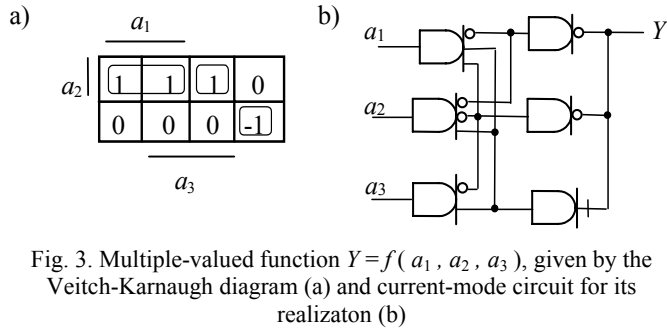 a)
b)
a1
a2
1 1 1 0
0 0 0 -1
a3
a1
a2
a3
Y
Fig. 3. Multiple-valued function Y = f ( a1 , a2 , a3 ), given by the
Veitch-Karnaugh diagram (a) and current-mode circuit for its
realizaton (b)